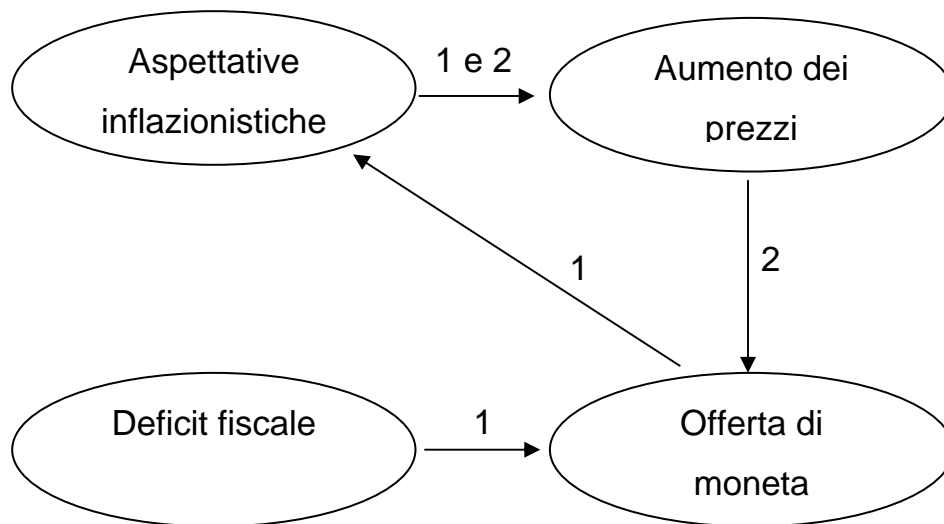 Aspettative
inflazionistiche
1 e 2
Aumento dei
prezzi
1
2
Deficit fiscale
1
Offerta di
moneta